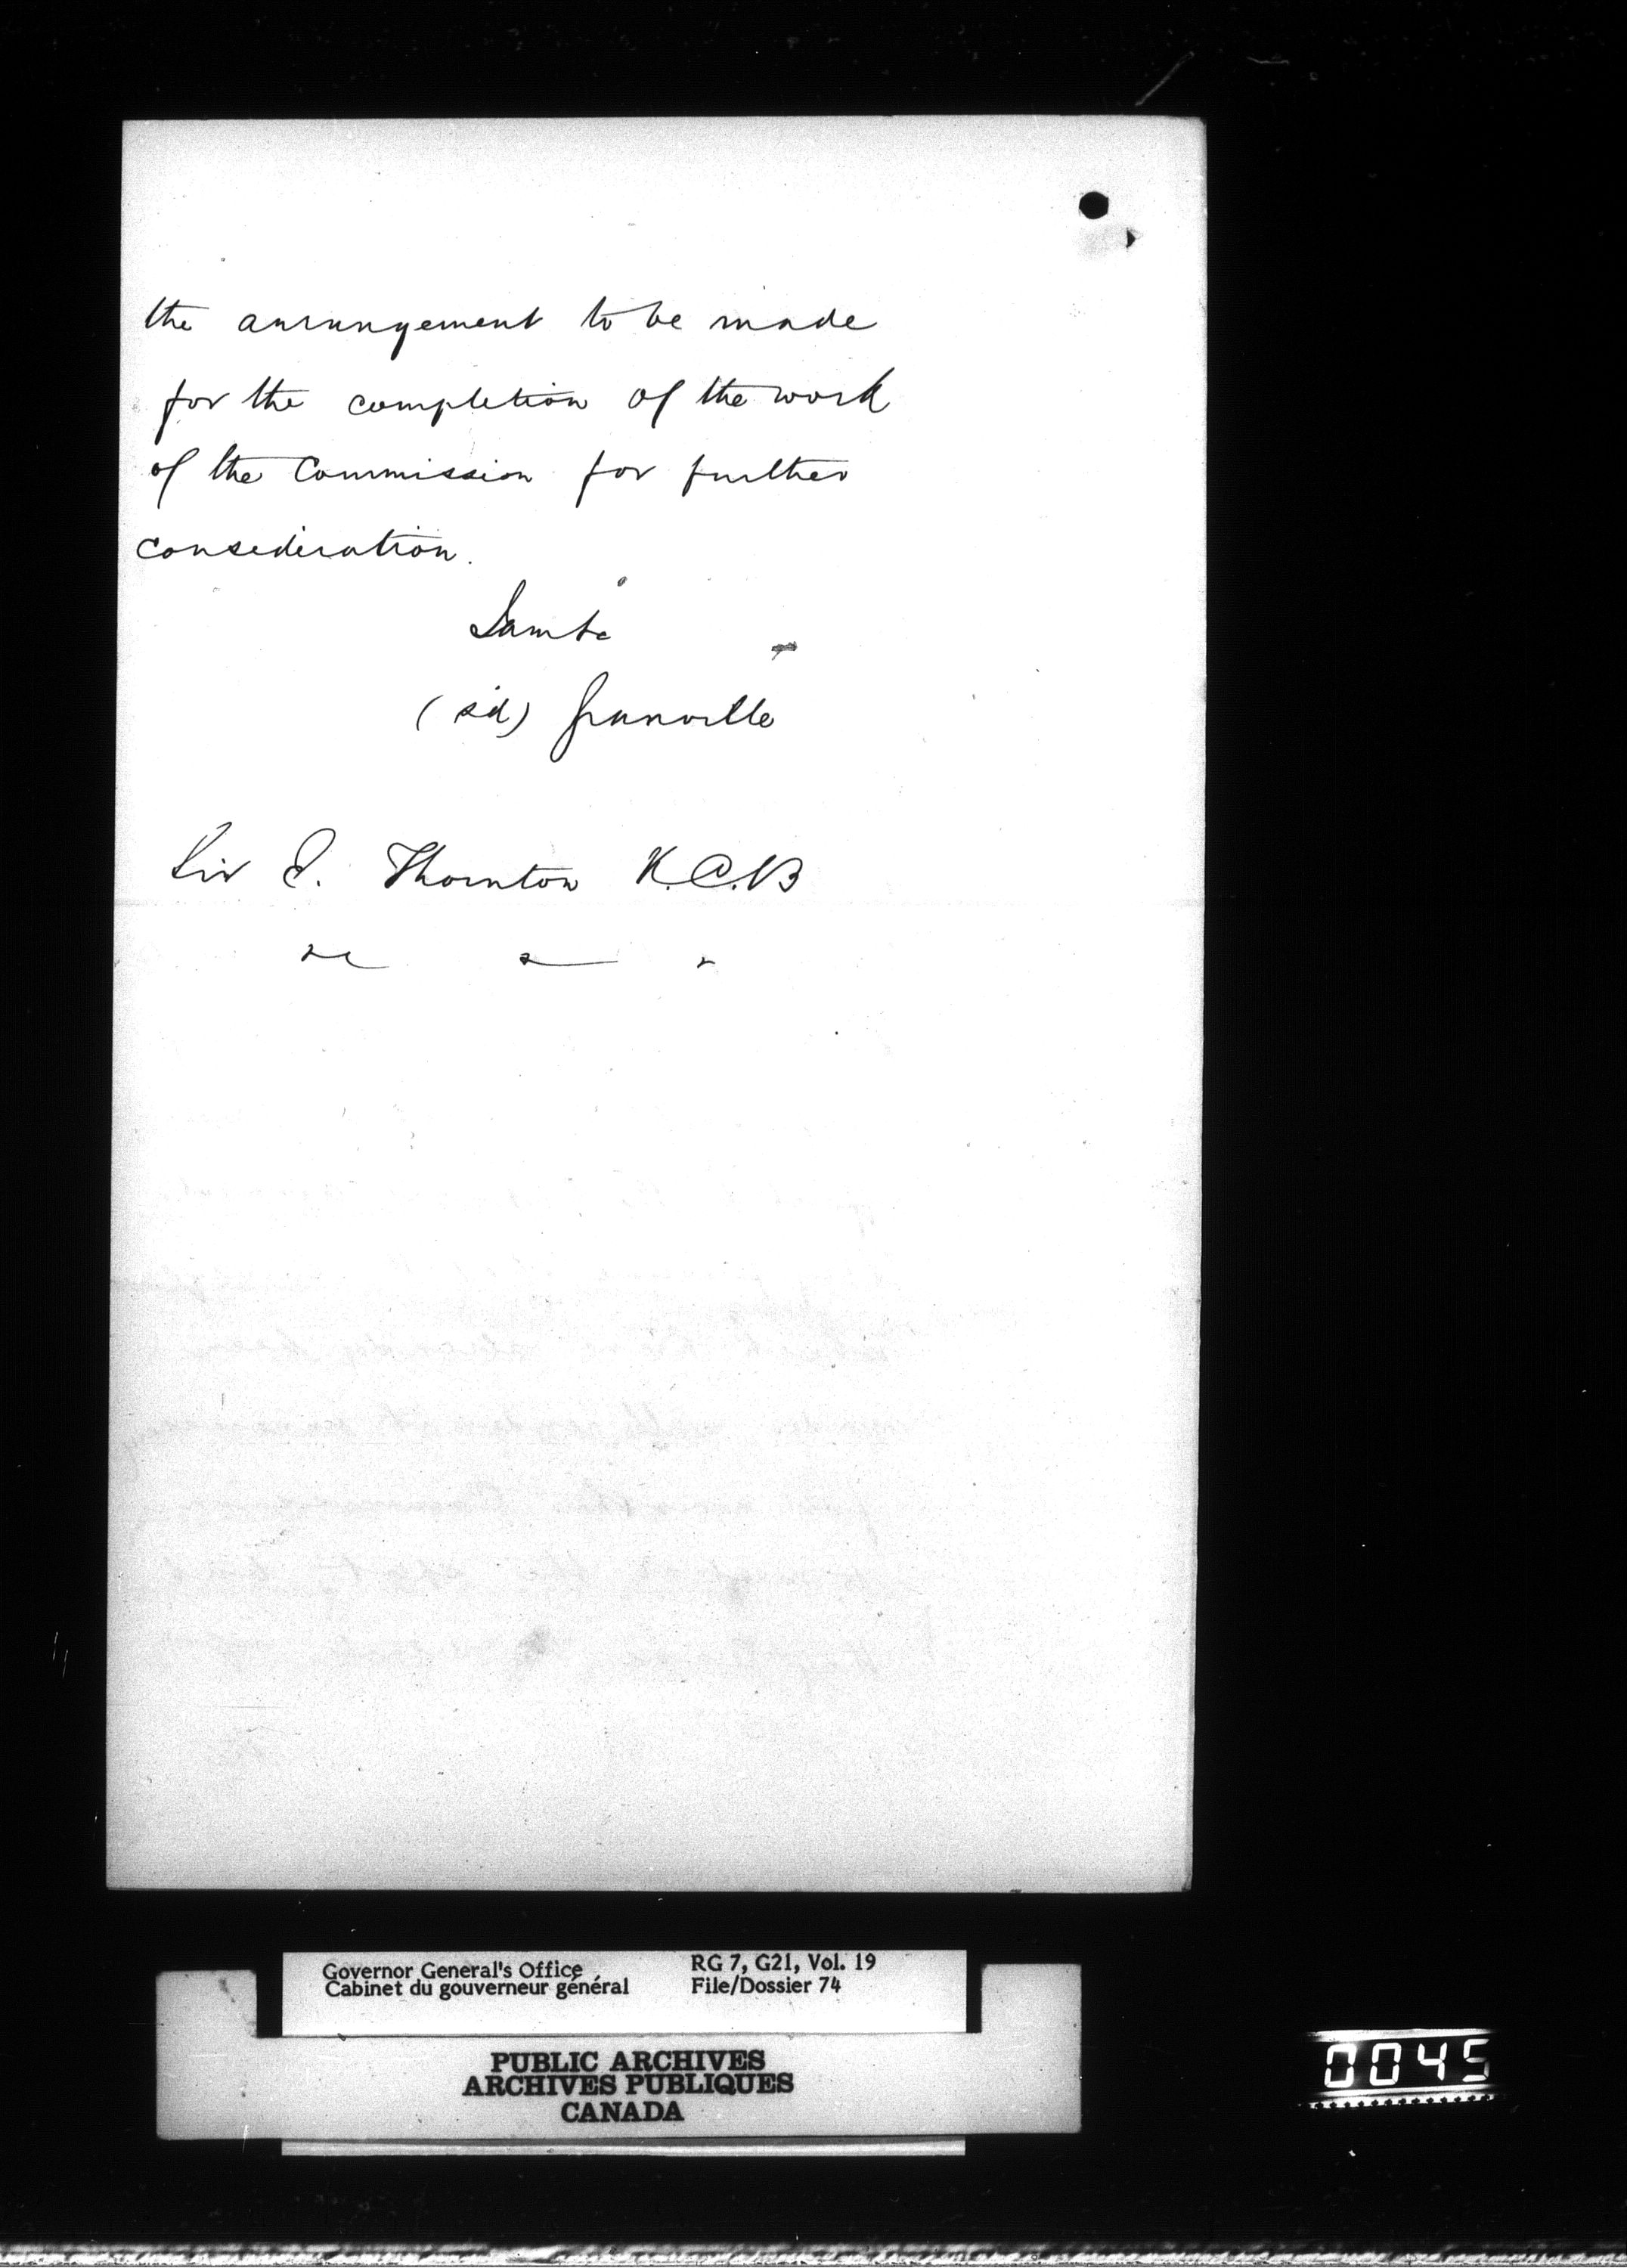 the arrangement to be made
for the completion of the work
of the Commission for further
consideration.
I am &c
(sd) Granville
Sir E. Thornton K.C.B
&c &c &c
Governor General's Office
Cabinet du gouverneur général
RG 7, G21, Vol. 19
File/Dossier 74
PUBLIC ARCHIVES
ARCHIVES PUBLIQUES
CANADA
0045